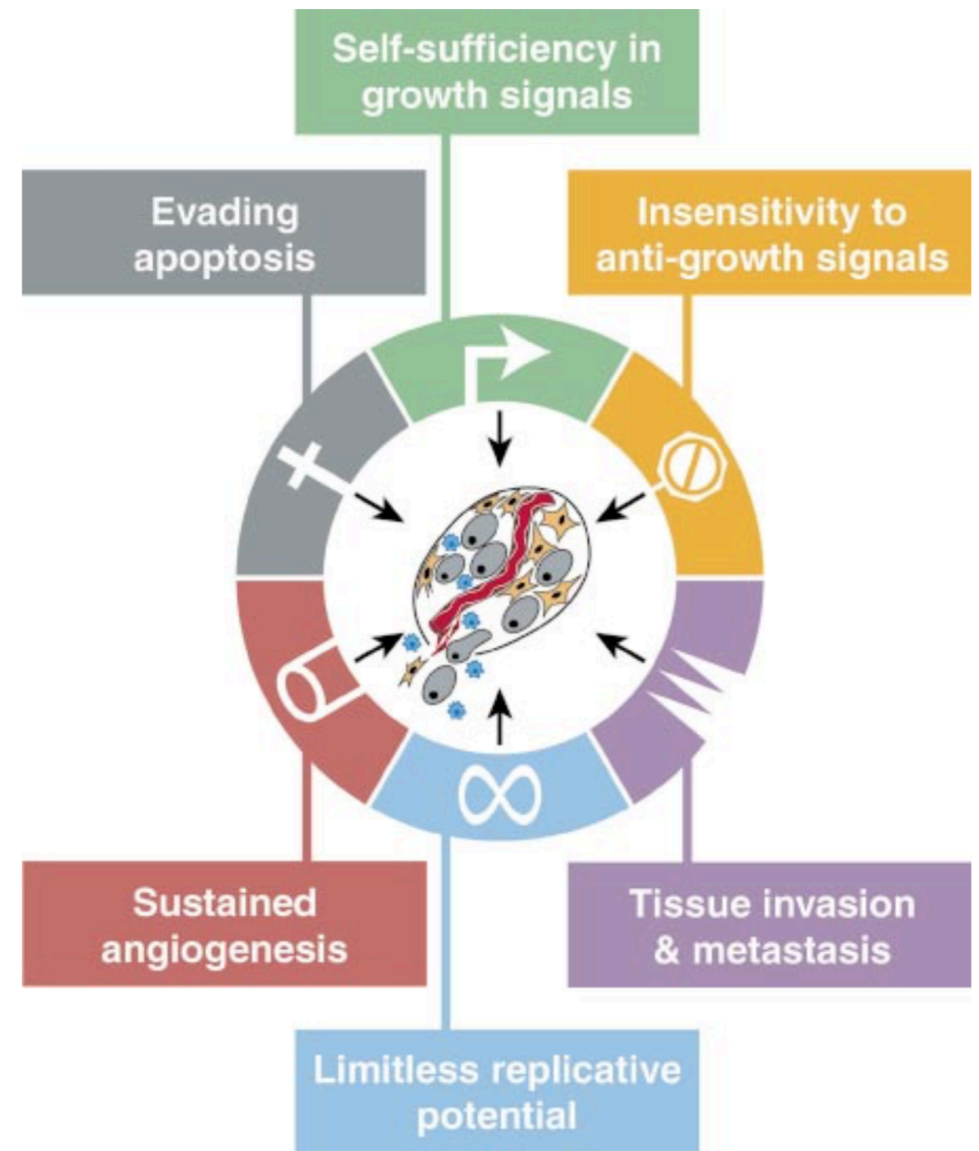 Self-sufficiency in
growth signals
Evading
apoptosis
Insensitivity to
anti-growth signals
Sustained
angiogenesis
Tissue invasion
& metastasis
Limitless replicative
potential